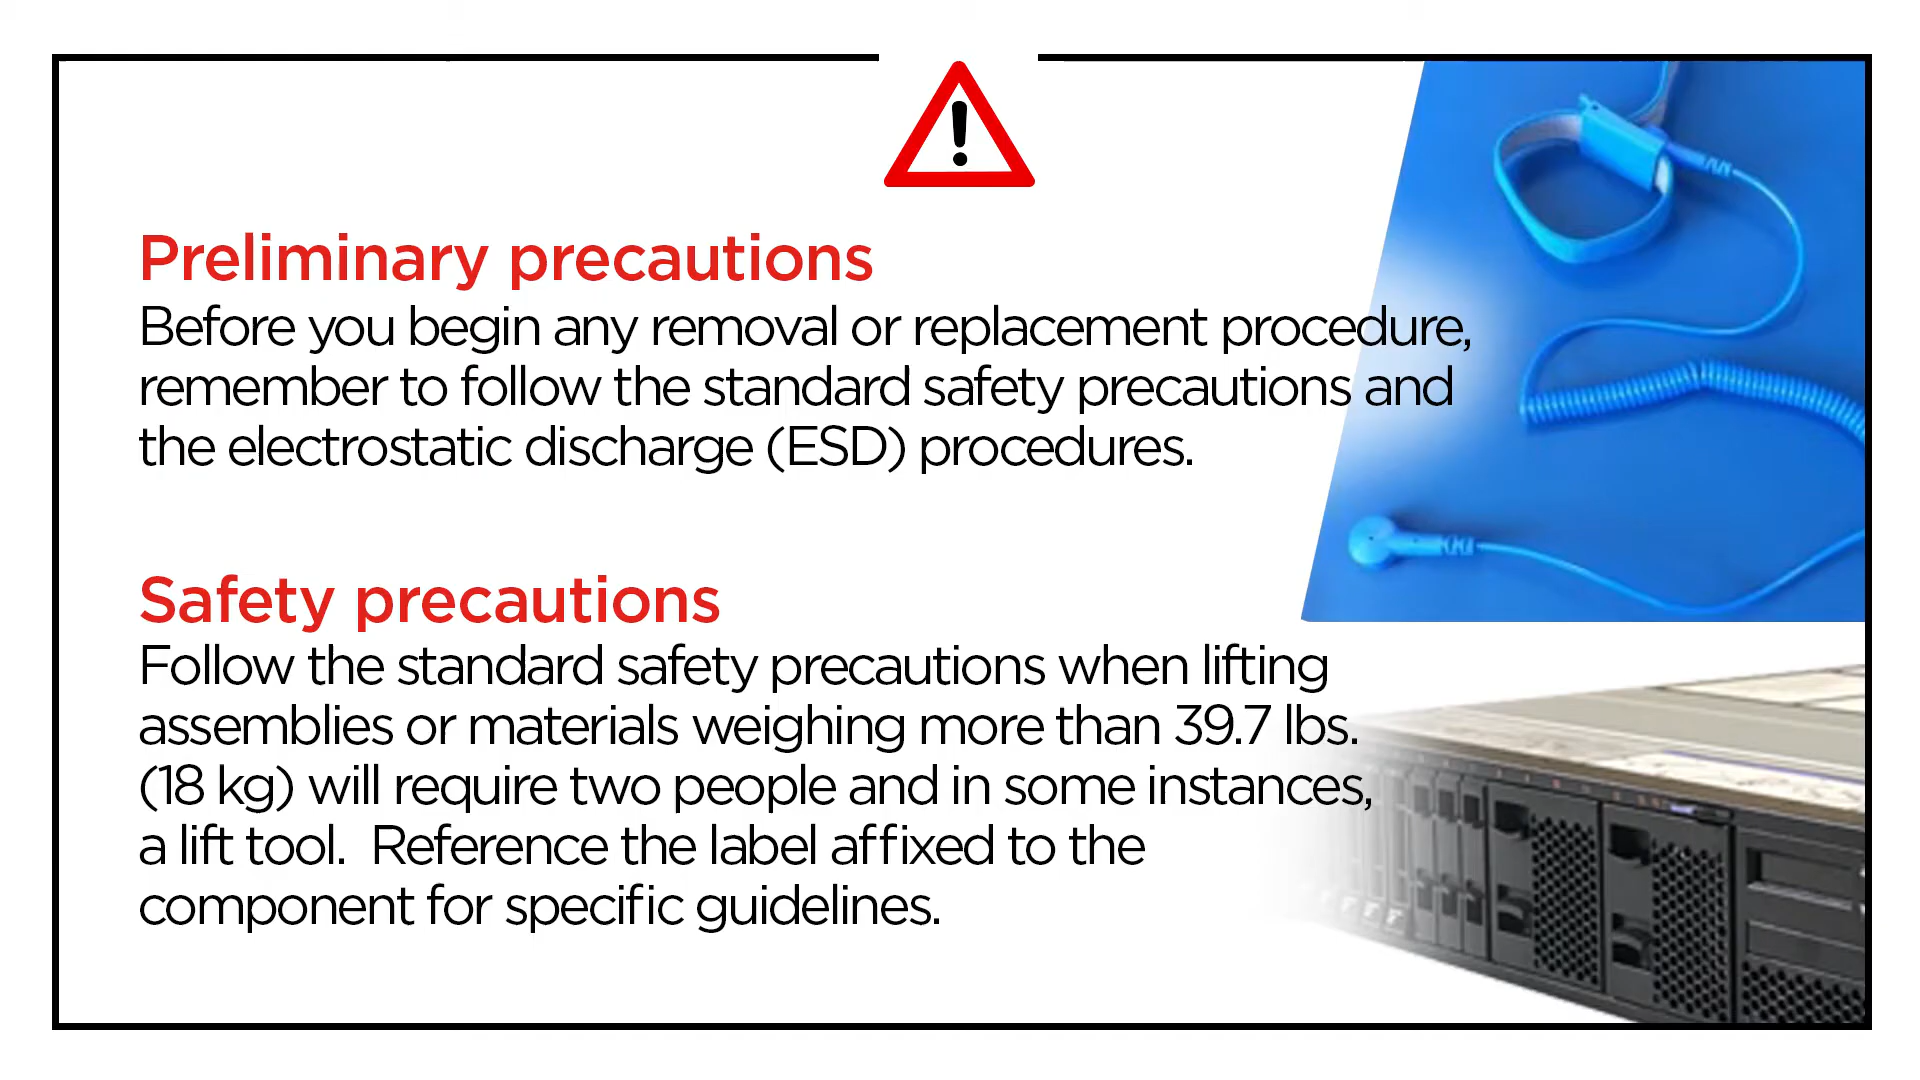 Preliminary precautions
Before you begin any removal or replacement procedure,
remember to follow the standard safety precautions and
the electrostatic discharge (ESD) procedures.
Safety precautions
Follow the standard safety precautions when lifting
assemblies or materials weighing more than 39.7 lbs.
(18 kg) will require two people and in some instances,
a lift tool.  Reference the label affixed to the
component for specific guidelines.